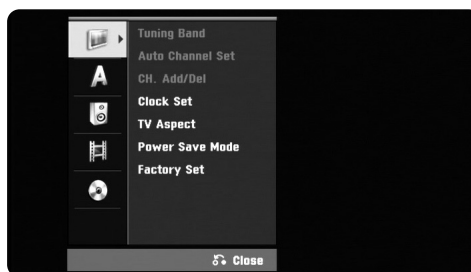 Tuning Band
Auto Channel Set
CH. Add/Del
Clock Set
TV Aspect
Power Save Mode
Factory Set
A
Close